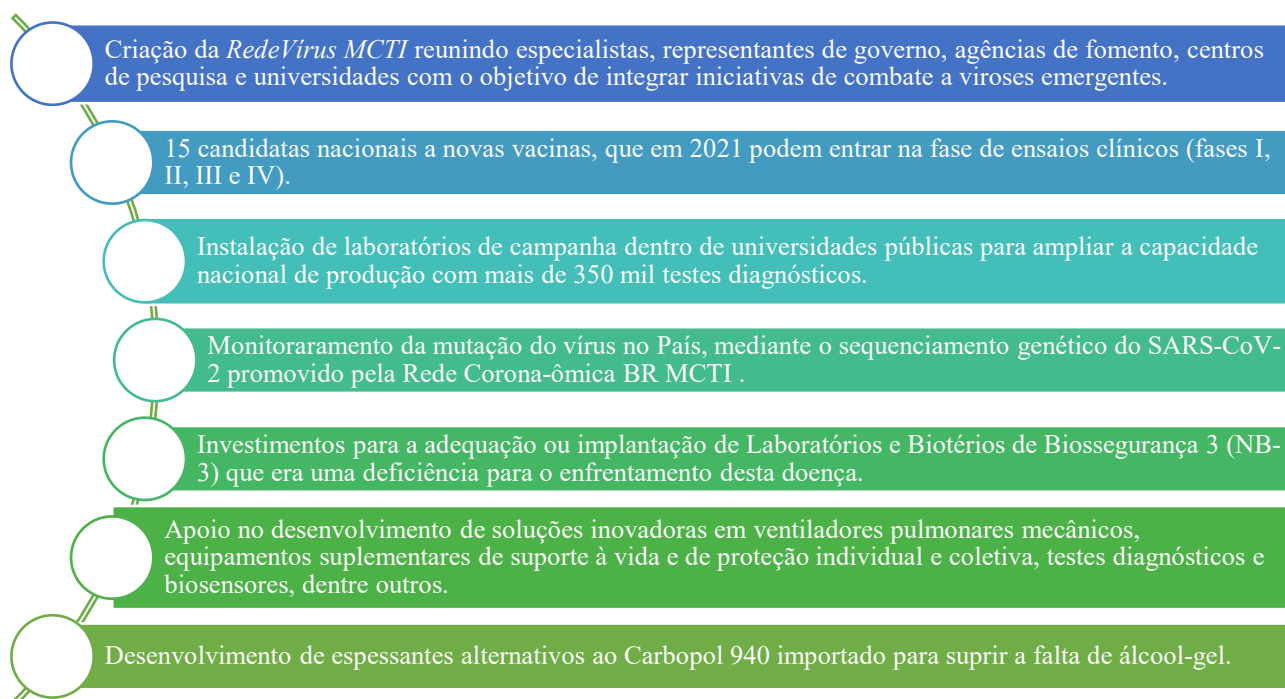 Criação da RedeVírus MCTI reunindo especialistas, representantes de governo, agências de fomento, centros
de pesquisa e universidades com o objetivo de integrar iniciativas de combate a viroses emergentes.
15 candidatas nacionais a novas vacinas, que em 2021 podem entrar na fase de ensaios clínicos (fases I,
II, III e IV).
Instalação de laboratórios de campanha dentro de universidades públicas para ampliar a capacidade
nacional de produção com mais de 350 mil testes diagnósticos.
Monitoraramento da mutação do vírus no País, mediante o sequenciamento genético do SARS-CoV-
2 promovido pela Rede Corona-ômica BR MCTI .
Investimentos para a adequação ou implantação de Laboratórios e Biotérios de Biossegurança 3 (NB-
3) que era uma deficiência para o enfrentamento desta doença.
Apoio no desenvolvimento de soluções inovadoras em ventiladores pulmonares mecânicos,
equipamentos suplementares de suporte à vida e de proteção individual e coletiva, testes diagnósticos e
biosensores, dentre outros.
Desenvolvimento de espessantes alternativos ao Carbopol 940 importado para suprir a falta de álcool-gel.